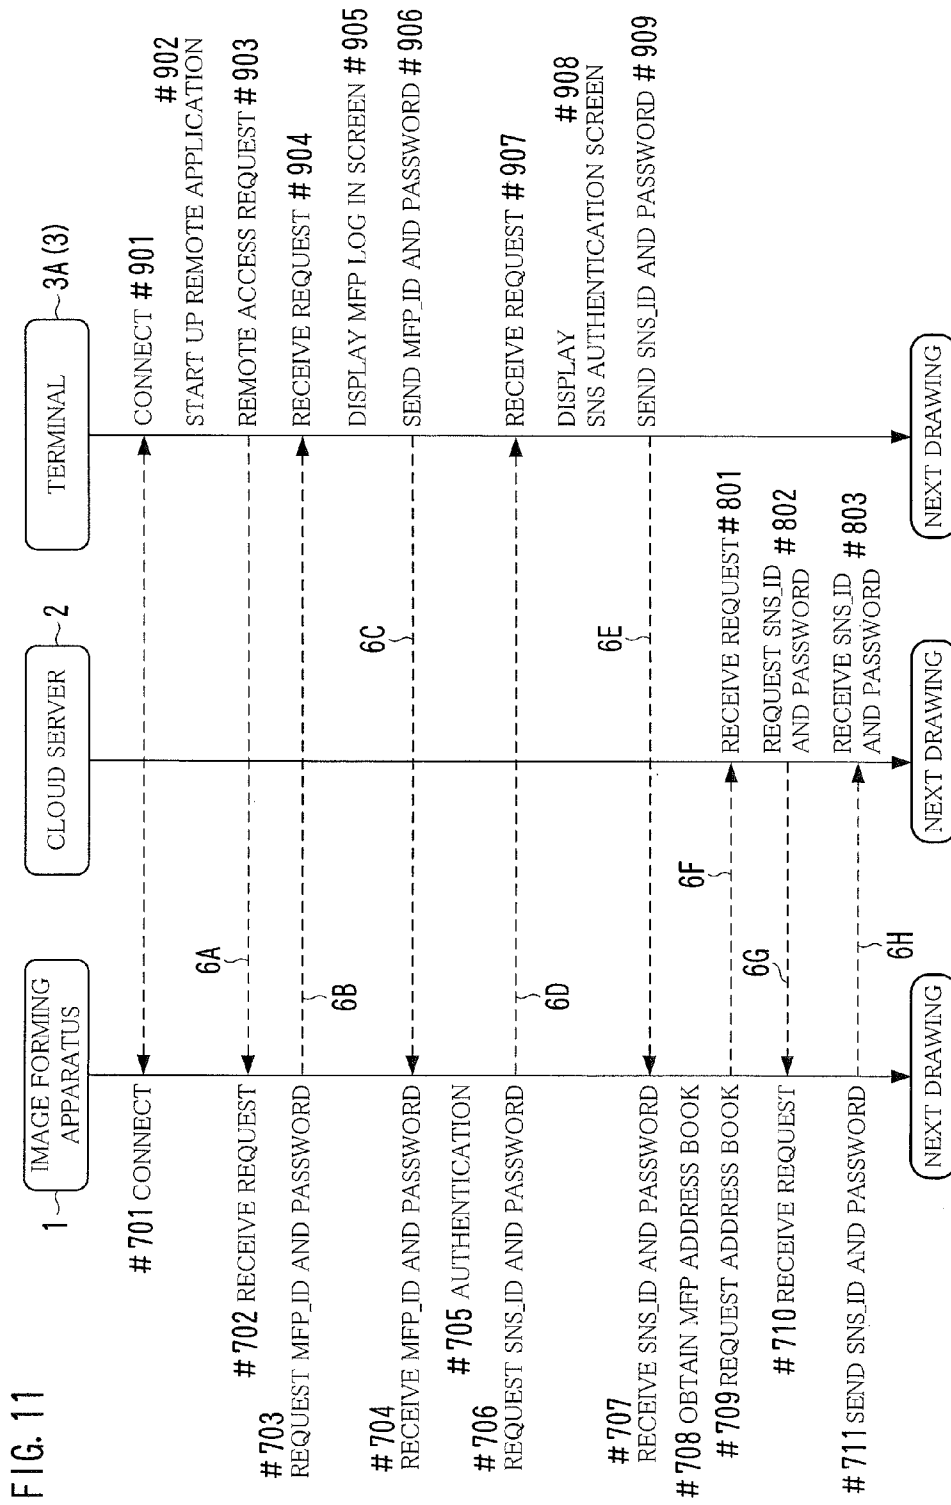 FIG. 11
1
IMAGE FORMING
APPARATUS
CLOUD SERVER
2
TERMINAL
3A (3)
#701 CONNECT
CONNECT #901
#902
START UP REMOTE APPLICATION
#702 RECEIVE REQUEST
6A
REMOTE ACCESS REQUEST #903
#703
REQUEST MFP_ID AND PASSWORD
6B
RECEIVE REQUEST #904
DISPLAY MFP LOG IN SCREEN #905
#704
RECEIVE MFP_ID AND PASSWORD
6C
SEND MFP_ID AND PASSWORD #906
#705 AUTHENTICATION
#706
REQUEST SNS_ID AND PASSWORD
6D
RECEIVE REQUEST #907
DISPLAY #908
SNS AUTHENTICATION SCREEN
#707
RECEIVE SNS_ID AND PASSWORD
6E
SEND SNS_ID AND PASSWORD #909
#708 OBTAIN MFP ADDRESS BOOK
#709 REQUEST ADDRESS BOOK
6F
RECEIVE REQUEST #801
#710 RECEIVE REQUEST
6G
REQUEST SNS_ID #802
AND PASSWORD
#711 SEND SNS_ID AND PASSWORD
6H
RECEIVE SNS_ID #803
AND PASSWORD
NEXT DRAWING
NEXT DRAWING
NEXT DRAWING